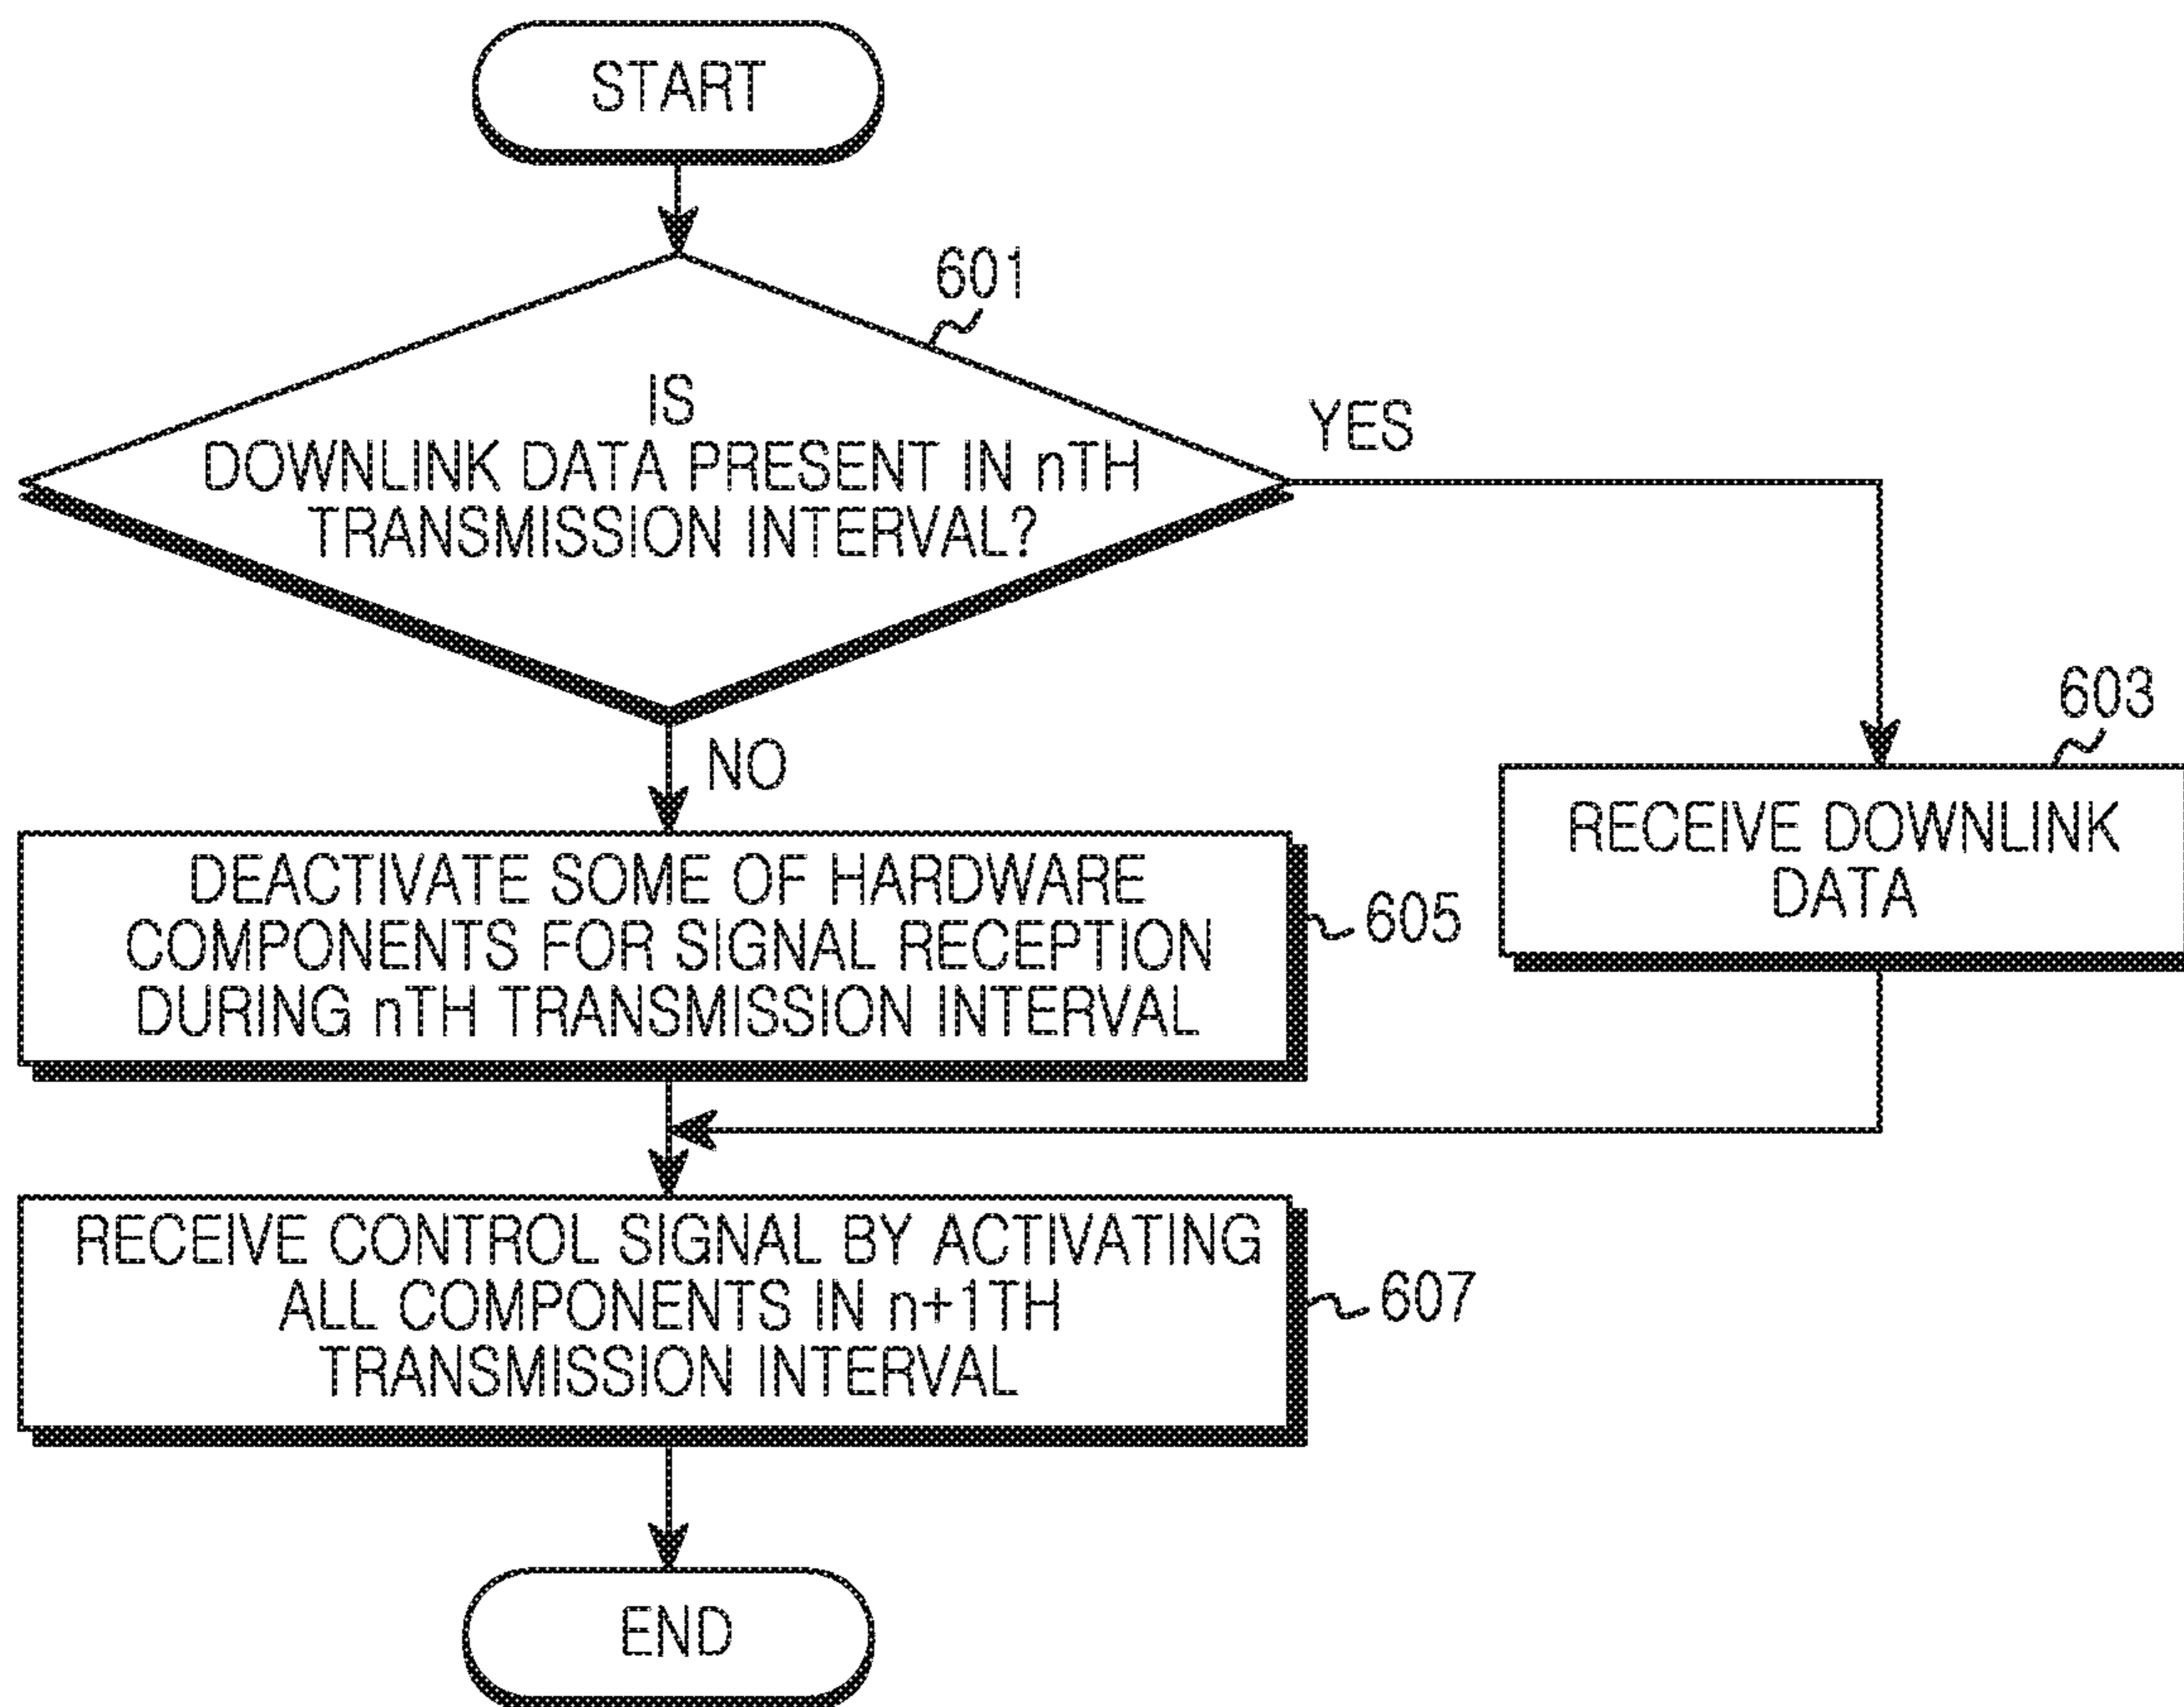 START
601
IS
DOWNLINK DATA PRESENT IN nTH
TRANSMISSION INTERVAL?
YES
NO
603
RECEIVE DOWNLINK
DATA
DEACTIVATE SOME OF HARDWARE
COMPONENTS FOR SIGNAL RECEPTION
DURING nTH TRANSMISSION INTERVAL
605
RECEIVE CONTROL SIGNAL BY ACTIVATING
ALL COMPONENTS IN n+1TH
TRANSMISSION INTERVAL
607
END